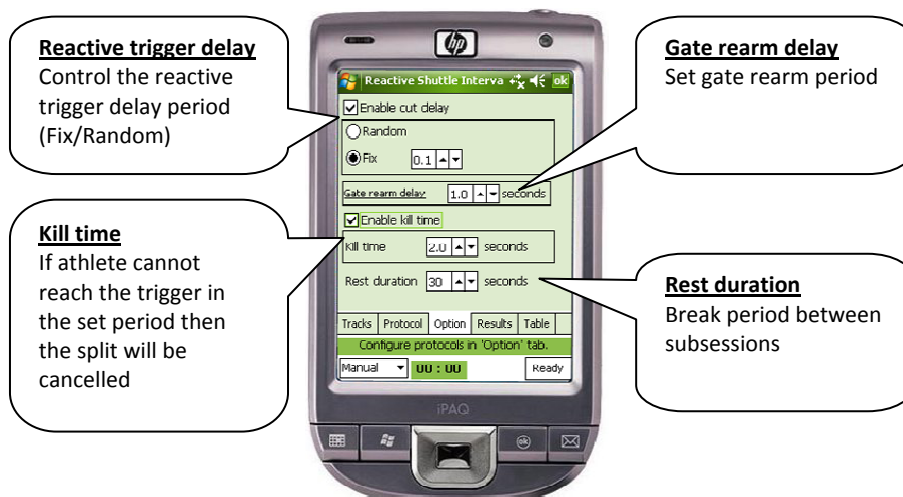 Reactive trigger delay
Control the reactive
trigger delay period
(Fix/Random)
Kill time
If athlete cannot
reach the trigger in
the set period then
the split will be
cancelled
hp
Reactive Shuttle Interva ok
Enable cut delay
Random
Fix 0.1
Gate rearm delay 1.0 seconds
Enable kill time
Kill time 2.0 seconds
Rest duration 30 seconds
Tracks Protocol Option Results Table
Configure protocols in 'Option' tab.
Manual 00 : 00 Ready
iPAQ
ok
Gate rearm delay
Set gate rearm period
Rest duration
Break period between
subsessions